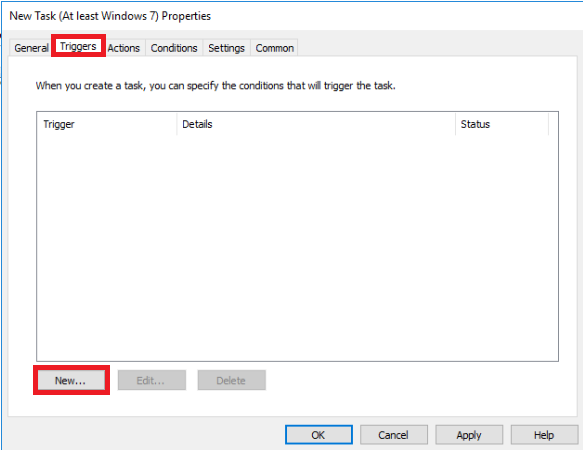 New Task (At least Windows 7) Properties
General Triggers Actions Conditions Settings Common
When you create a task, you can specify the conditions that will trigger the task.
Trigger Details Status
New... Edit... Delete
OK Cancel Apply Help